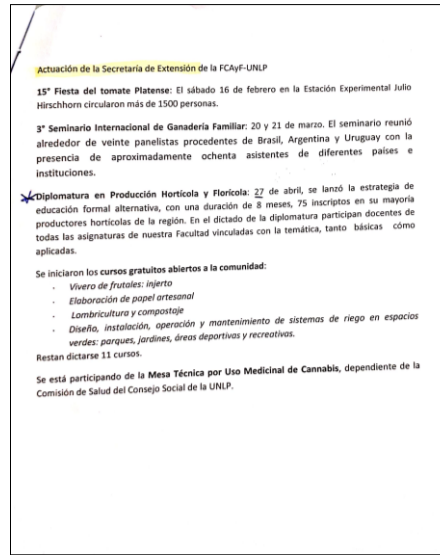 Actuación de la Secretaría de Extensión de la FCAyF-UNLP
15° Fiesta del tomate Platense: El sábado 16 de febrero en la Estación Experimental Julio
Hirschhorn circularon más de 1500 personas.
3° Seminario Internacional de Ganadería Familiar: 20 y 21 de marzo. El seminario reunió
alrededor de veinte panelistas procedentes de Brasil, Argentina y Uruguay con la
presencia de aproximadamente ochenta asistentes de diferentes países e
instituciones.
Diplomatura en Producción Hortícola y Florícola: 27 de abril, se lanzó la estrategia de
educación formal alternativa, con una duración de 8 meses, 75 inscriptos en su mayoría
productores hortícolas de la región. En el dictado de la diplomatura participan docentes de
todas las asignaturas de nuestra Facultad vinculadas con la temática, tanto básicas cómo
aplicadas.
Se iniciaron los cursos gratuitos abiertos a la comunidad:
- Vivero de frutales: injerto
- Elaboración de papel artesanal
- Lombricultura y compostaje
- Diseño, instalación, operación y mantenimiento de sistemas de riego en espacios
verdes: parques, jardines, áreas deportivas y recreativas.
Restan dictarse 11 cursos.
Se está participando de la Mesa Técnica por Uso Medicinal de Cannabis, dependiente de la
Comisión de Salud del Consejo Social de la UNLP.